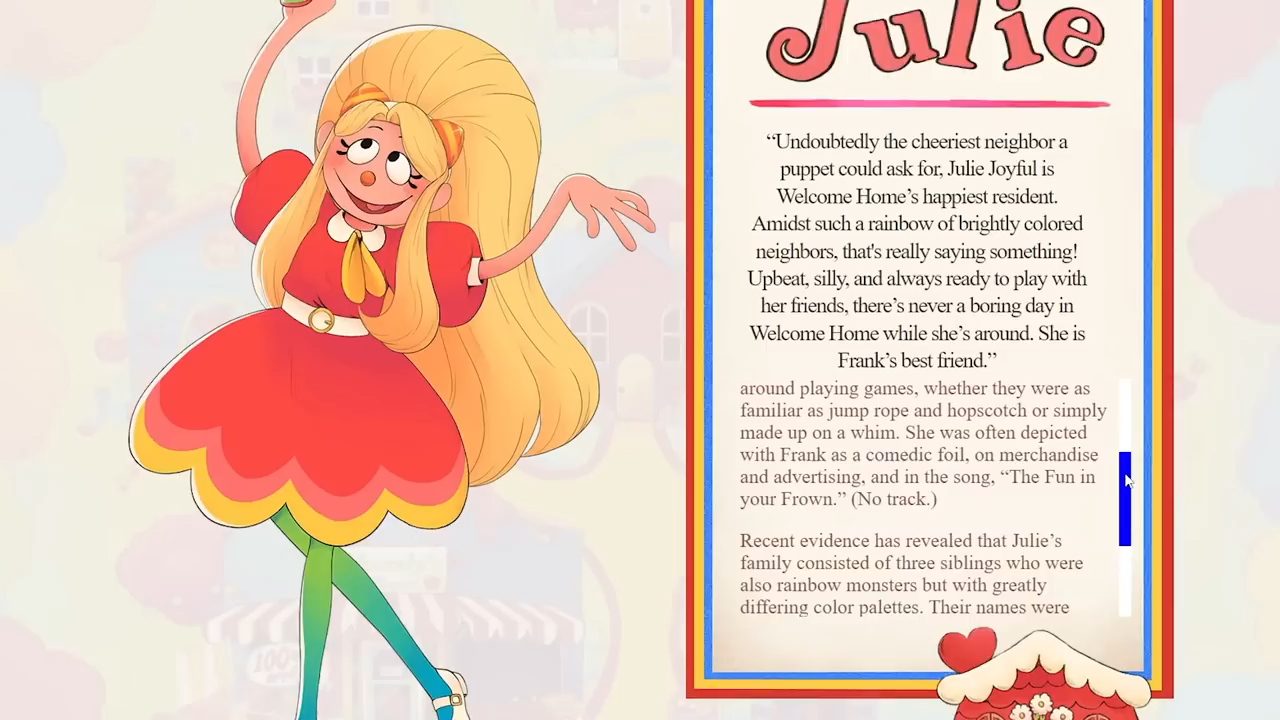 Julie
“Undoubtedly the cheeriest neighbor a
puppet could ask for, Julie Joyful is
Welcome Home’s happiest resident.
Amidst such a rainbow of brightly colored
neighbors, that's really saying something!
Upbeat, silly, and always ready to play with
her friends, there’s never a boring day in
Welcome Home while she’s around. She is
Frank’s best friend.”
around playing games, whether they were as
familiar as jump rope and hopscotch or simply
made up on a whim. She was often depicted
with Frank as a comedic foil, on merchandise
and advertising, and in the song, “The Fun in
your Frown.” (No track.)
Recent evidence has revealed that Julie’s
family consisted of three siblings who were
also rainbow monsters but with greatly
differing color palettes. Their names were